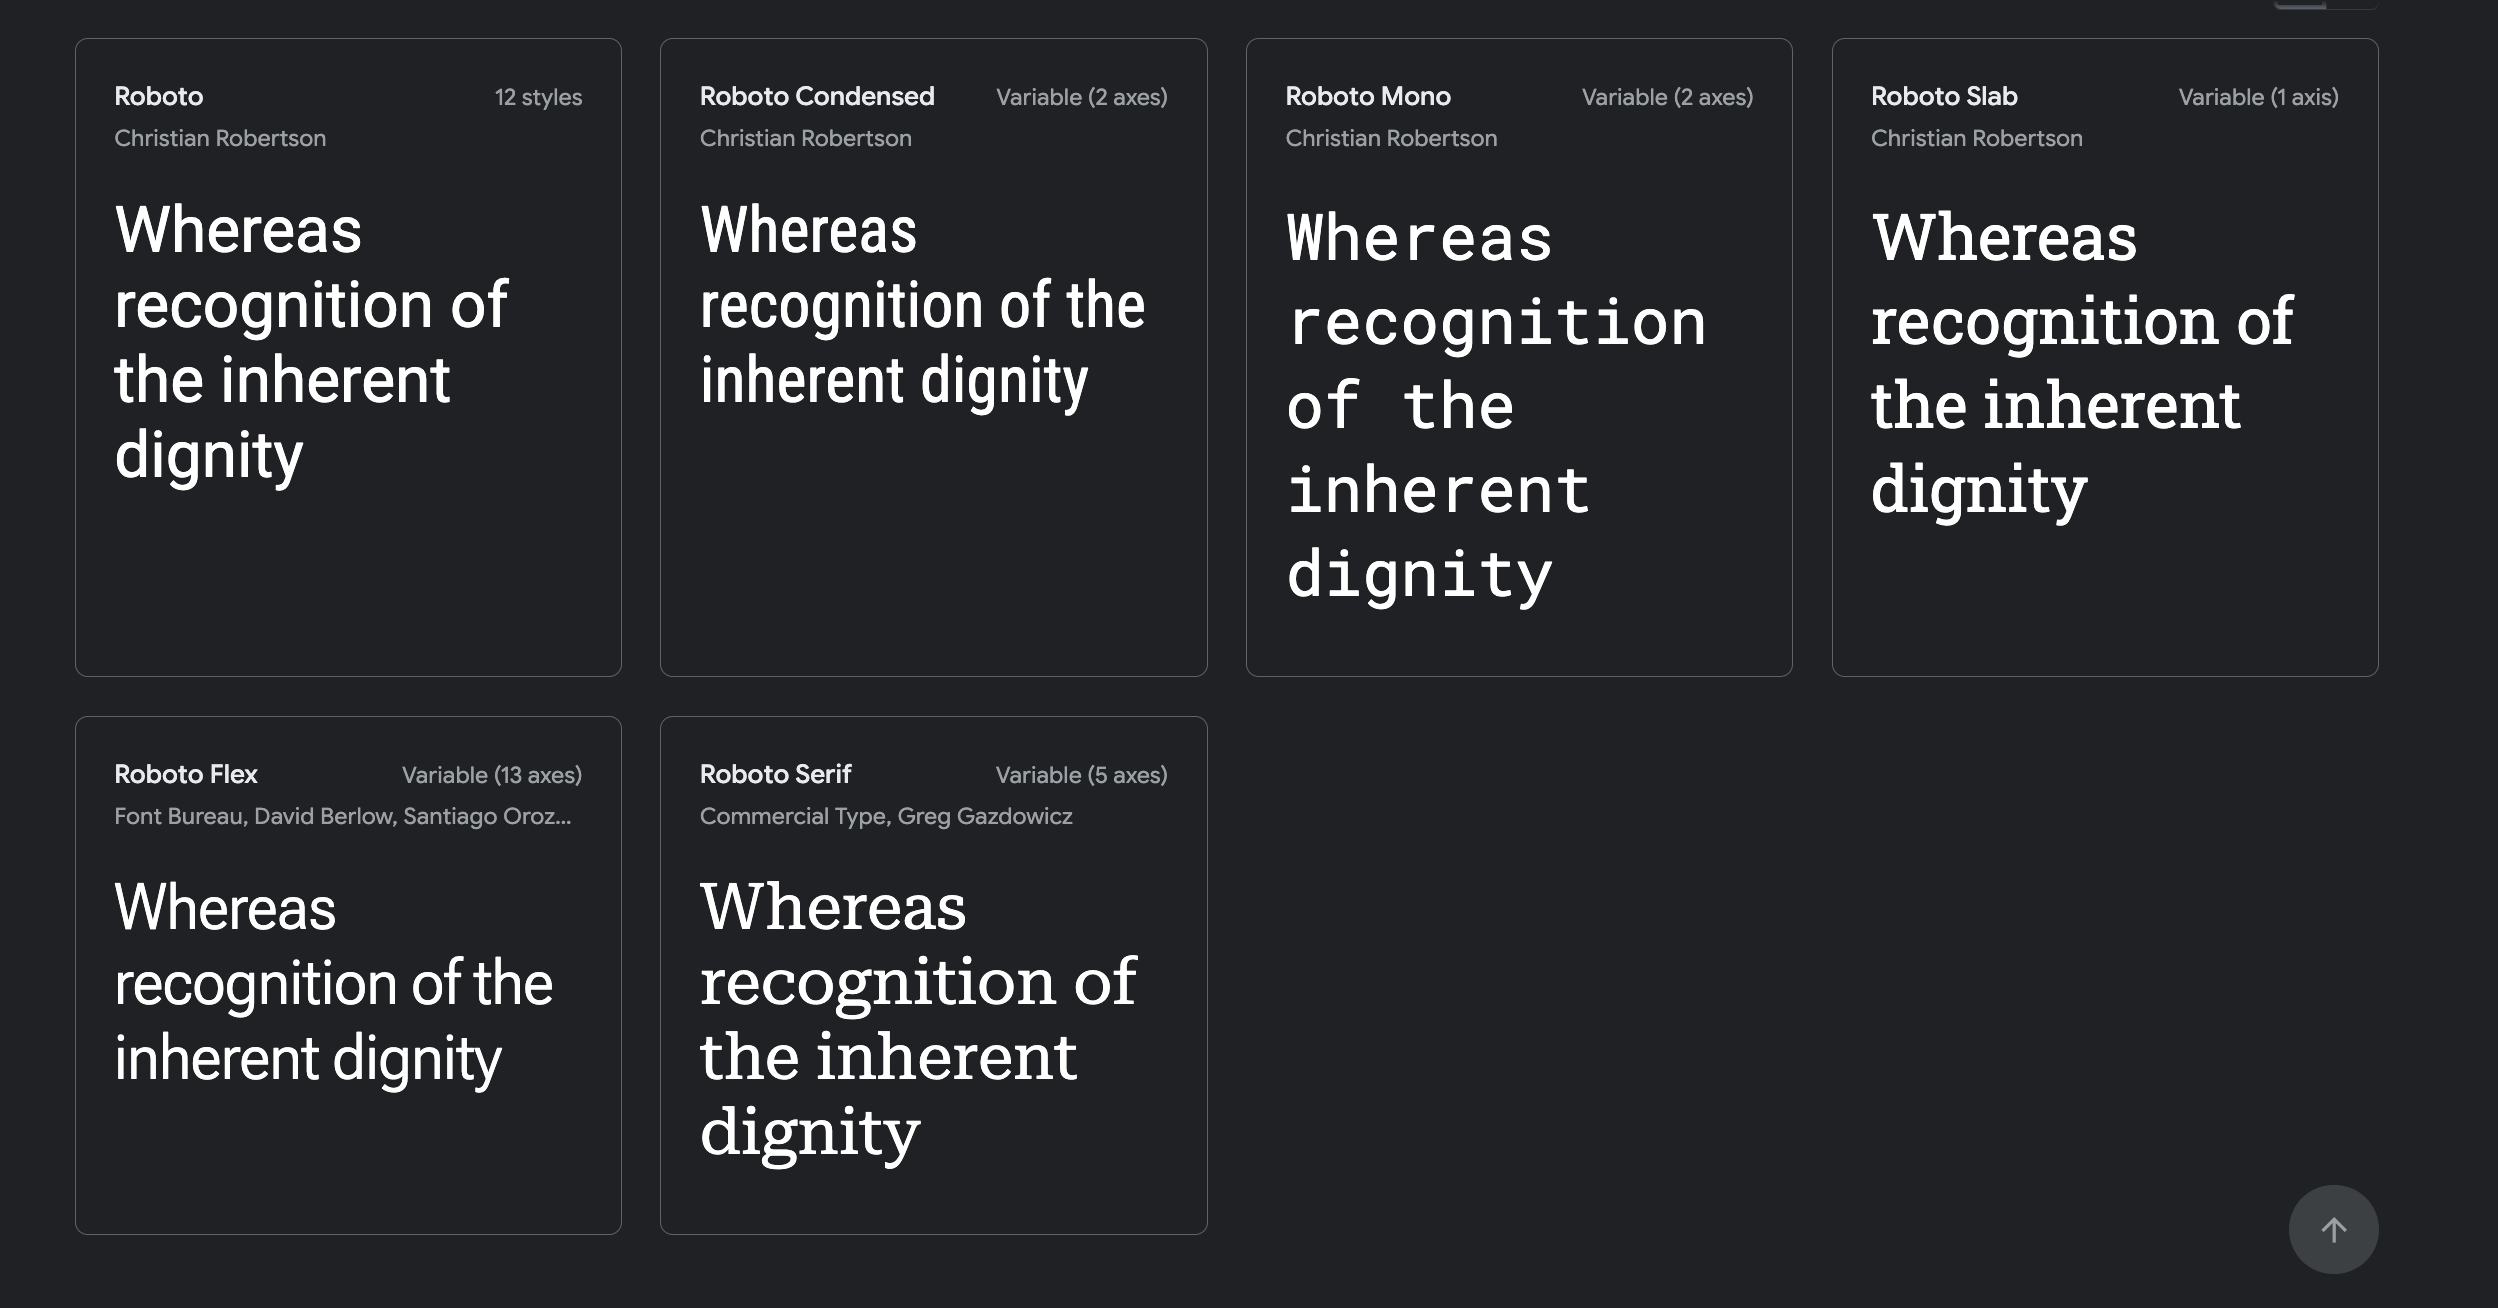 Roboto
12 styles
Christian Robertson
Whereas
recognition of
the inherent
dignity
Roboto Condensed
Variable (2 axes)
Christian Robertson
Whereas
recognition of the
inherent dignity
Roboto Mono
Variable (2 axes)
Christian Robertson
Whereas
recognition
of the
inherent
dignity
Roboto Slab
Variable (1 axis)
Christian Robertson
Whereas
recognition of
the inherent
dignity
Roboto Flex
Variable (13 axes)
Font Bureau, David Berlow, Santiago Oroz...
Whereas
recognition of the
inherent dignity
Roboto Serif
Variable (5 axes)
Commercial Type, Greg Gazdowicz
Whereas
recognition of
the inherent
dignity